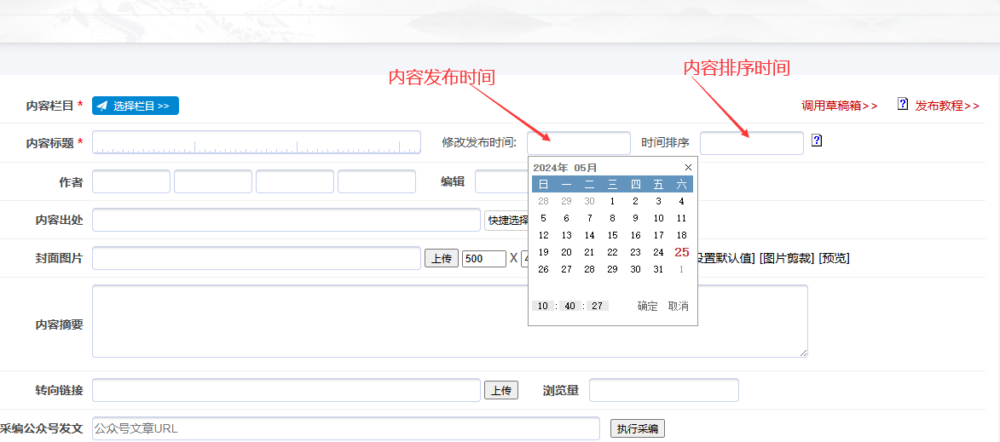 内容发布时间
内容排序时间
内容栏目 * 选择栏目 >> 调用草稿箱>> ? 发布教程>>
内容标题 * 修改发布时间: 时间排序 ?
2024年 05月 ×
日 一 二 三 四 五 六
28 29 30 1 2 3 4
5 6 7 8 9 10 11
12 13 14 15 16 17 18
19 20 21 22 23 24 25
26 27 28 29 30 31 1
10 : 40 : 27 确定 取消
作者 编辑
内容出处 快捷选择
封面图片 上传 500 X 设置默认值] [图片剪裁] [预览]
内容摘要
转向链接 上传 浏览量
采编公众号发文 公众号文章URL 执行采编